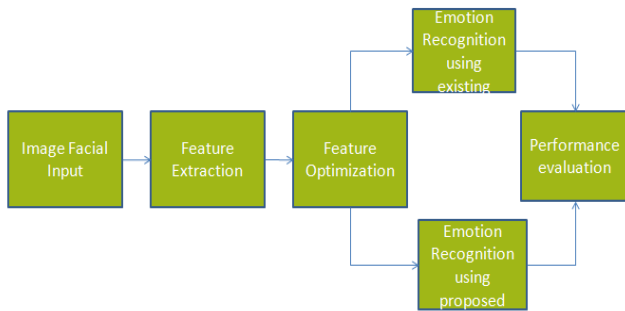 Image Facial
Input
Feature
Extraction
Feature
Optimization
Emotion
Recognition
using
existing
Emotion
Recognition
using
proposed
Performance
evaluation